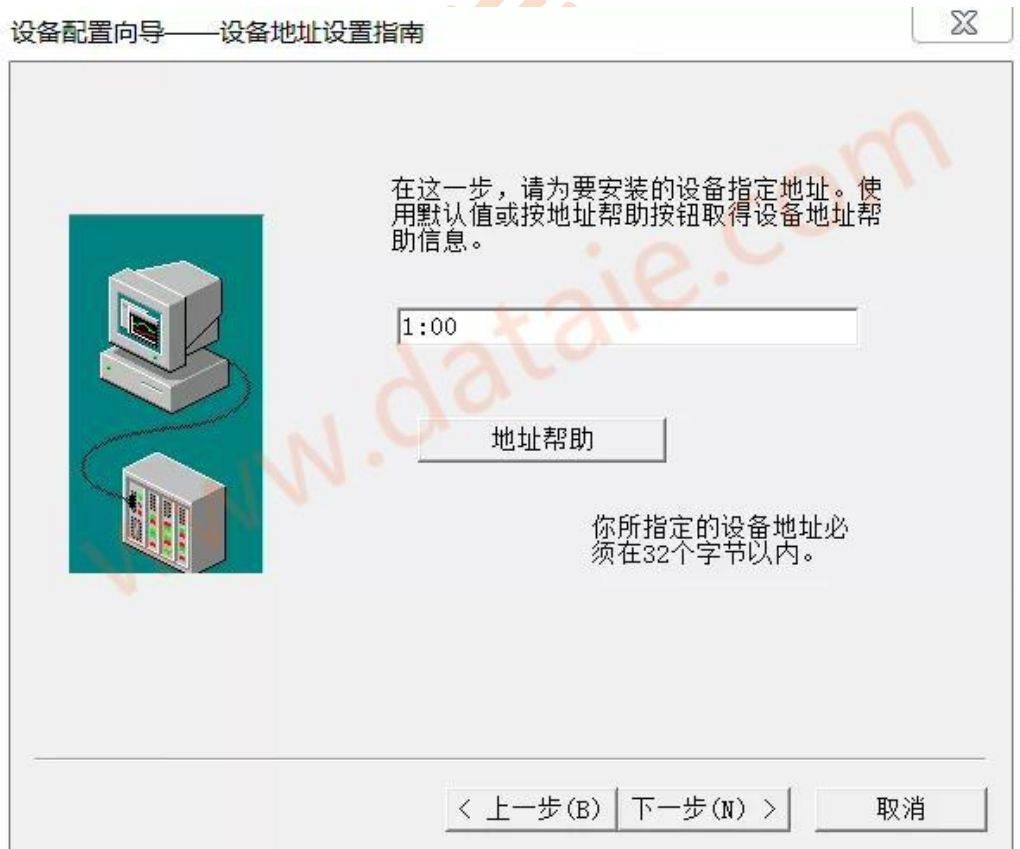 设备配置向导——设备地址设置指南
在这一步，请为要安装的设备指定地址。使
用默认值或按地址帮助按钮取得设备地址帮
助信息。
1:00
地址帮助
你所指定的设备地址必
须在32个字节以内。
< 上一步(B)
下一步(N) >
取消
www.dataie.com